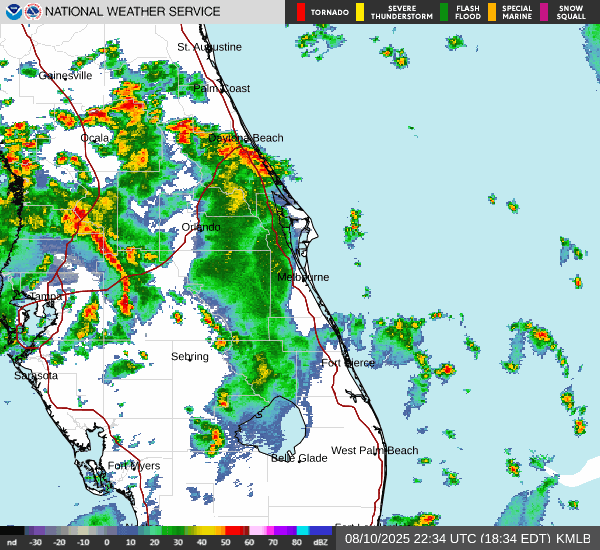 NATIONAL WEATHER SERVICE
TORNADO
SEVERE THUNDERSTORM
FLASH FLOOD
SPECIAL MARINE
SNOW SQUALL
St. Augustine
Gainesville
Palm Coast
Ocala
Daytona Beach
Orlando
Melbourne
Tampa
Sebring
Fort Pierce
Sarasota
West Palm Beach
Belle Glade
Fort Myers
nd -30 -20 -10 0 10 20 30 40 50 60 70 80 dBZ
08/10/2025 22:34 UTC (18:34 EDT) KMLB